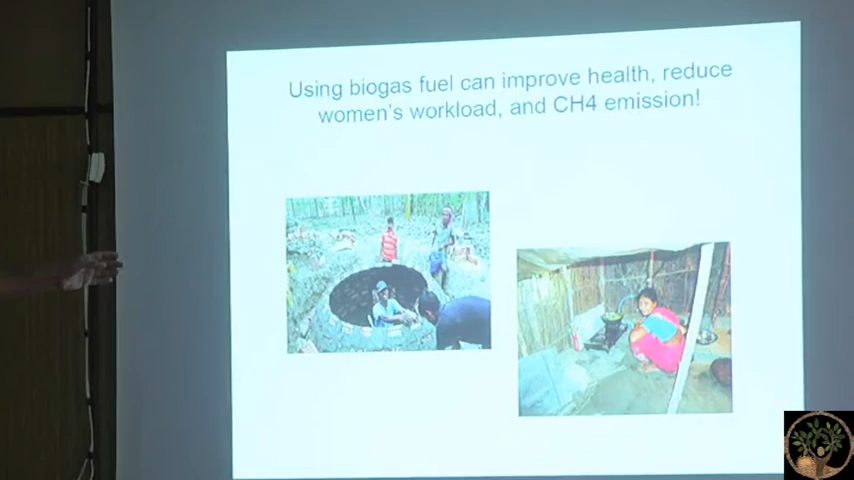 Using biogas fuel can improve health, reduce
women's workload, and CH4 emission!